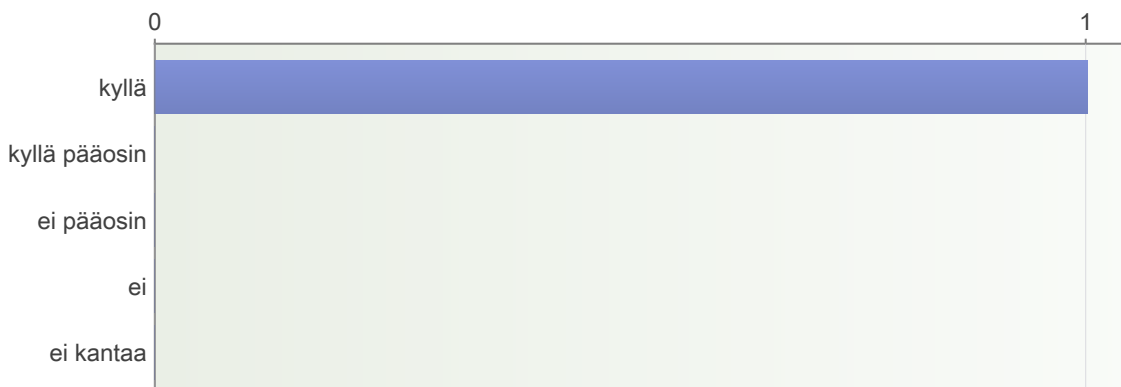 0 1
kyllä
kyllä pääosin
ei pääosin
ei
ei kantaa